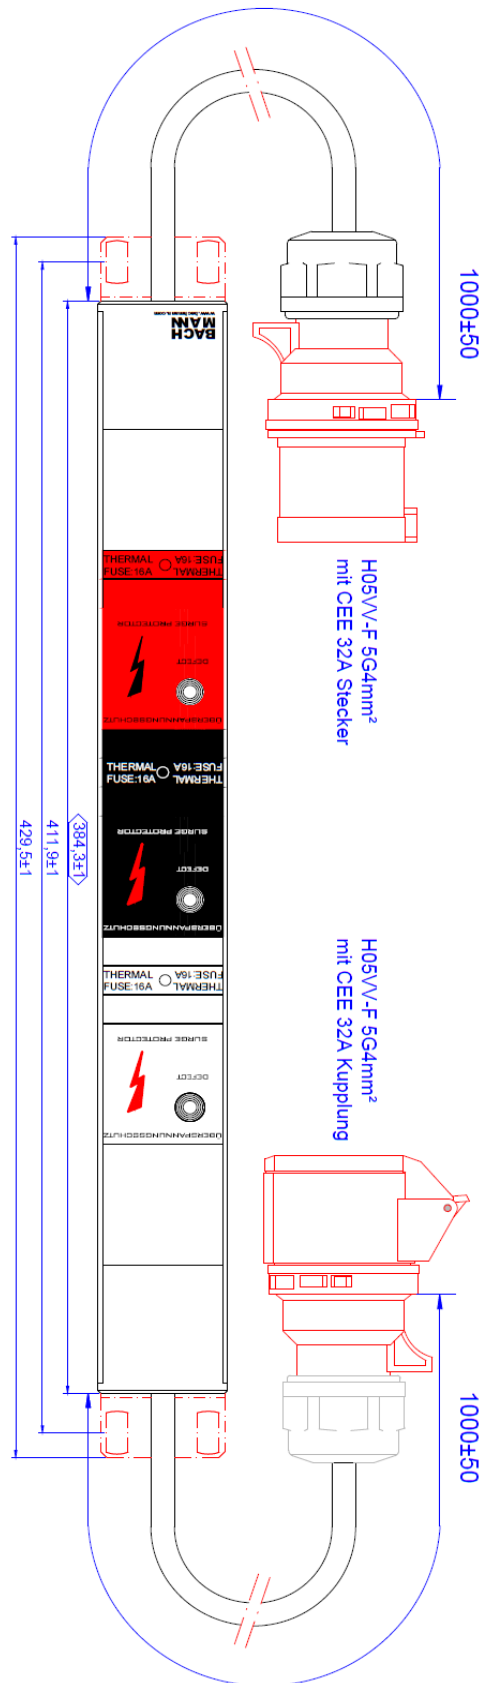 1000±50
BACH
MANN
www.bachmann.com
H05VV-F 5G4mm²
mit CEE 32A Stecker
THERMAL
FUSE:16A
THERMAL
FUSE:16A
SURGE PROTECTOR
DEFECT
ÜBERSPANNUNGSSCHUTZ
THERMAL
FUSE:16A
THERMAL
FUSE:16A
SURGE PROTECTOR
DEFECT
ÜBERSPANNUNGSSCHUTZ
384,3±1
411,9±1
429,5±1
H05VV-F 5G4mm²
mit CEE 32A Kupplung
THERMAL
FUSE:16A
THERMAL
FUSE:16A
SURGE PROTECTOR
DEFECT
ÜBERSPANNUNGSSCHUTZ
1000±50